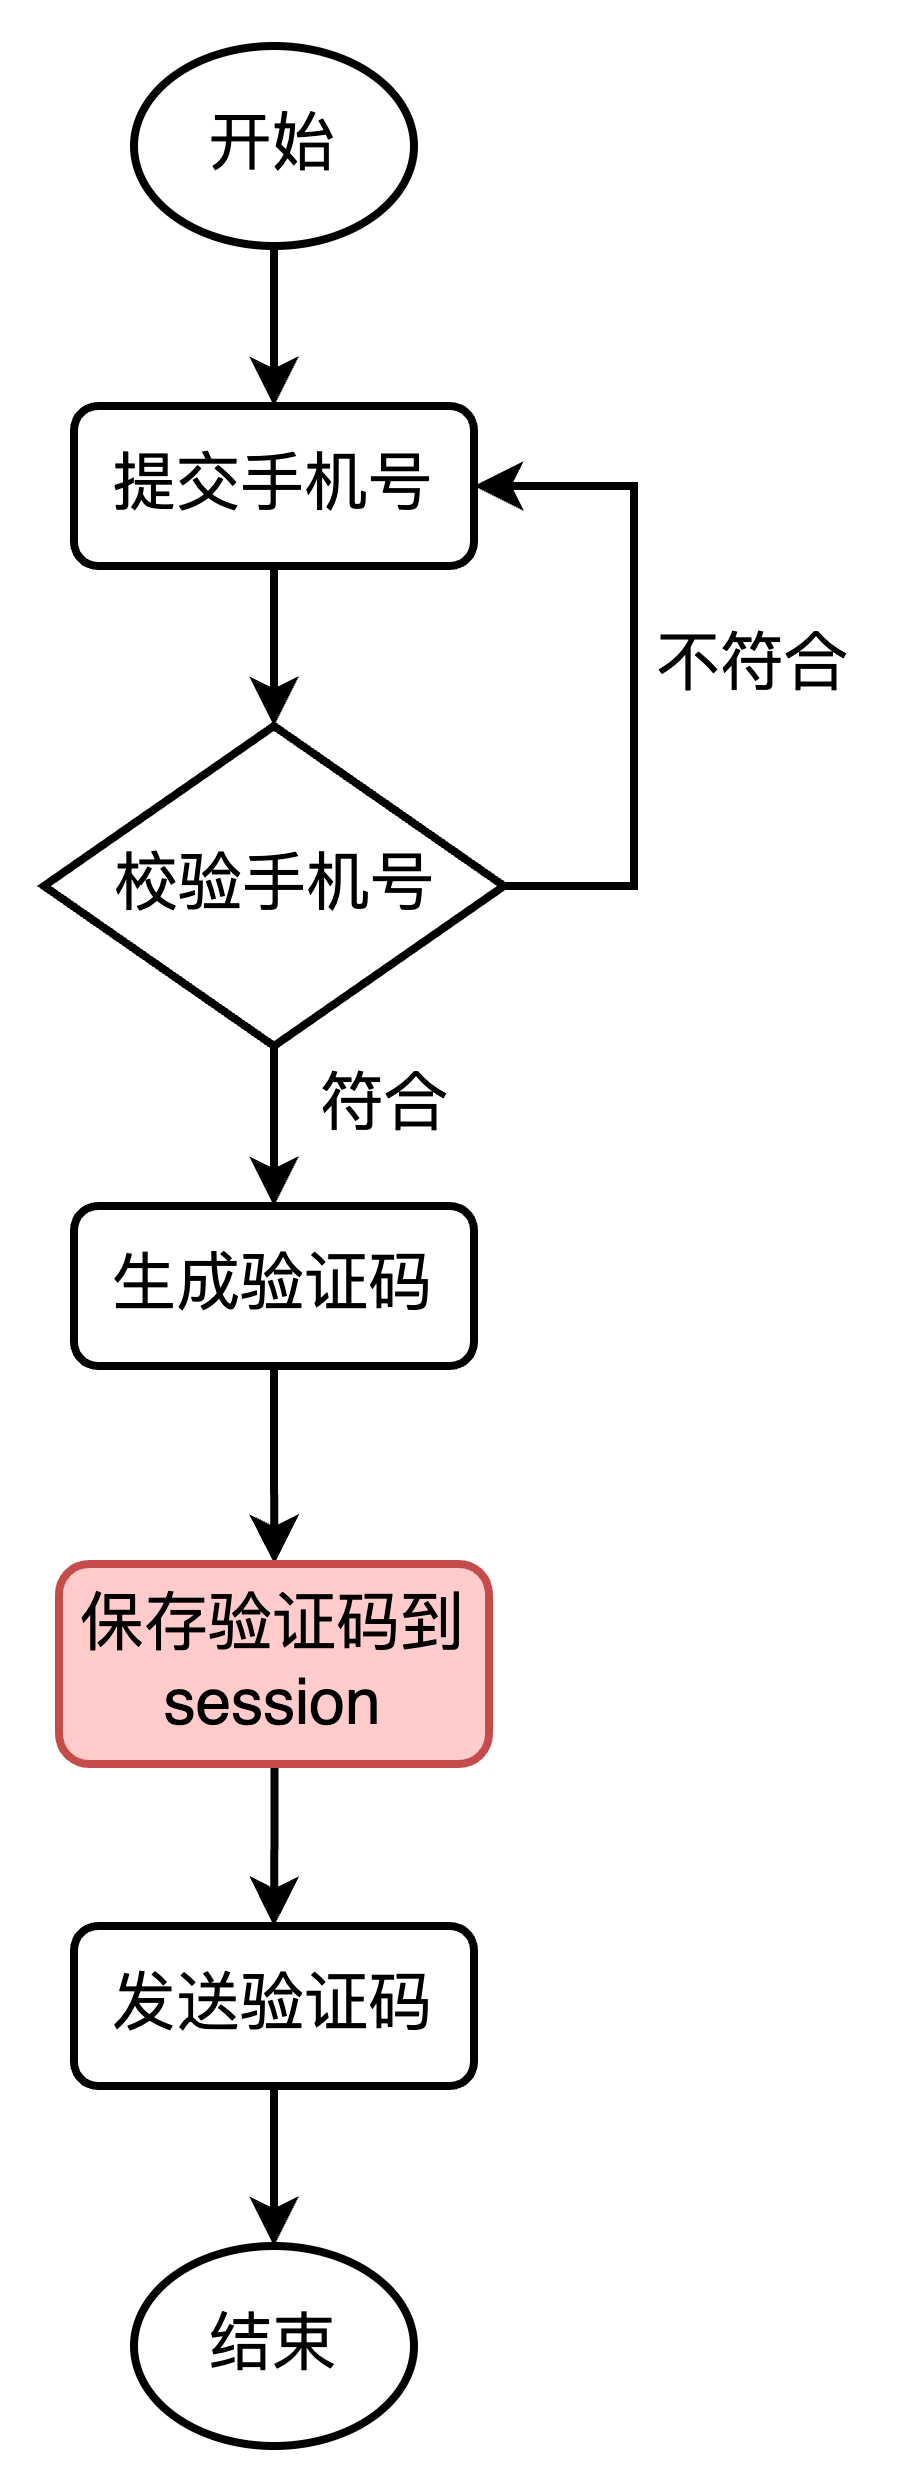 开始
提交手机号
不符合
校验手机号
符合
生成验证码
保存验证码到
session
发送验证码
结束